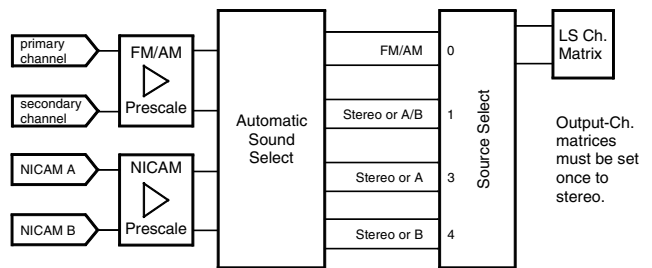 primary
channel
secondary
channel
NICAM A
NICAM B
FM/AM
Prescale
NICAM
Prescale
Automatic
Sound
Select
FM/AM
Stereo or A/B
Stereo or A
Stereo or B
0
1
3
4
Source Select
LS Ch.
Matrix
Output-Ch.
matrices
must be set
once to
stereo.